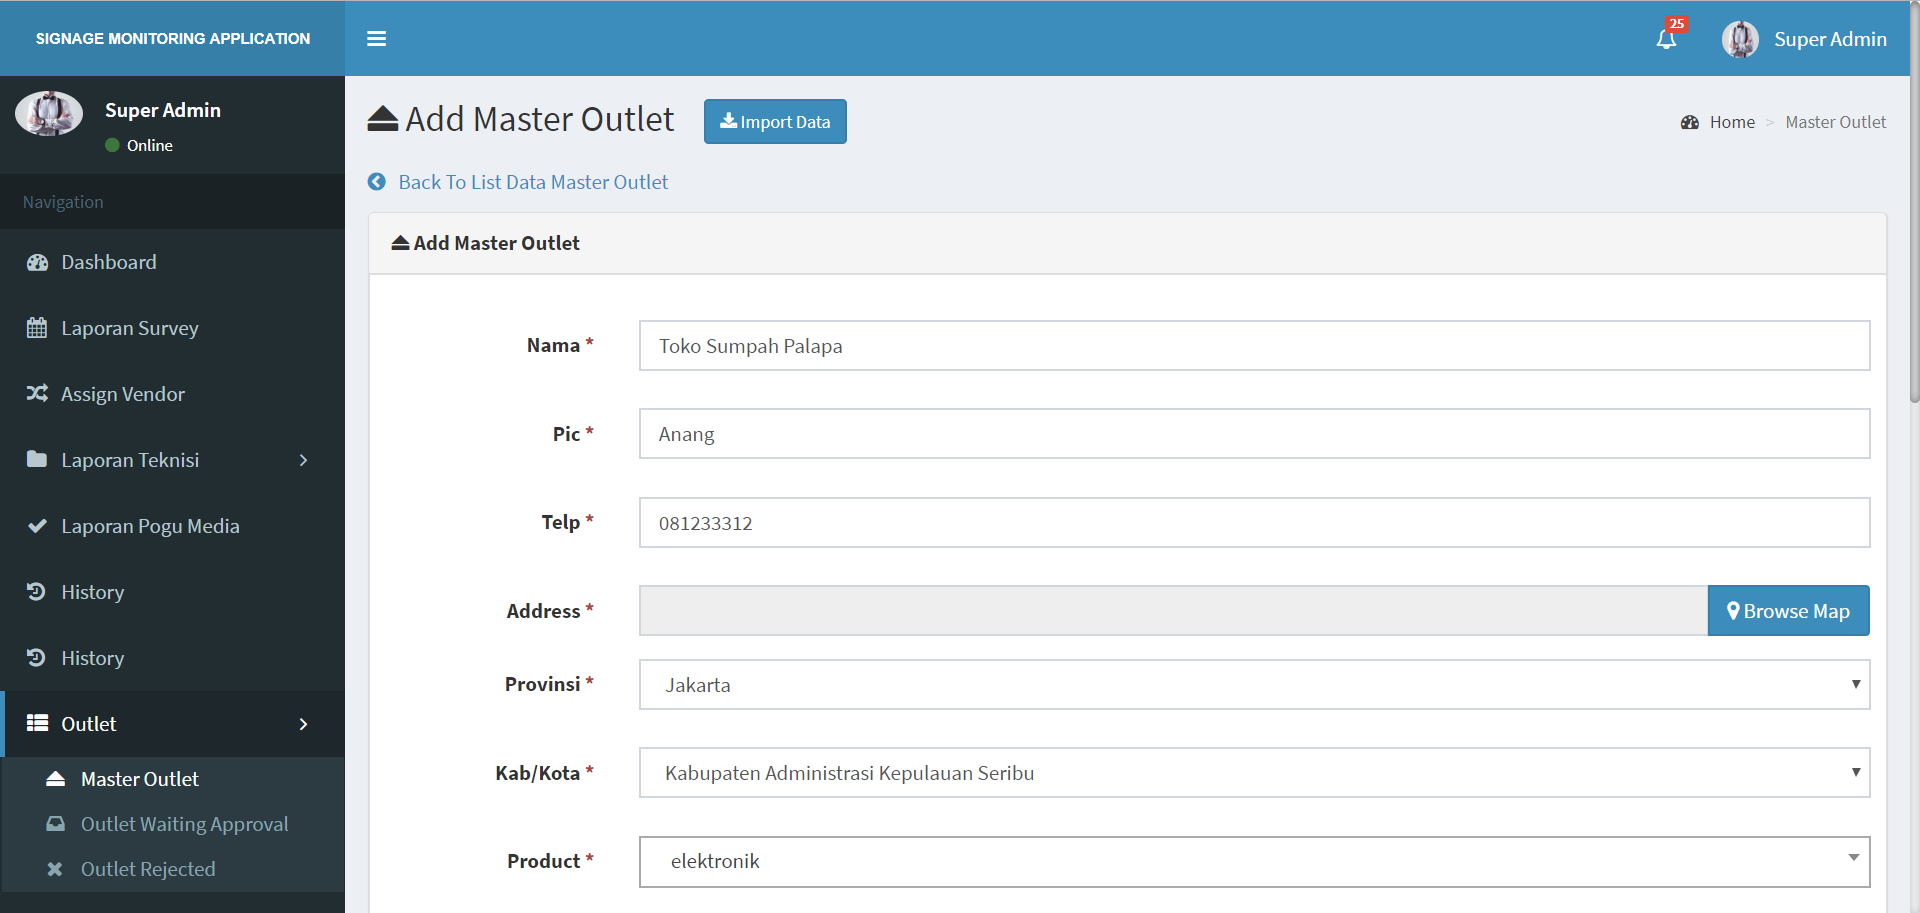 SIGNAGE MONITORING APPLICATION
25
Super Admin
Super Admin
Online
Navigation
Dashboard
Laporan Survey
Assign Vendor
Laporan Teknisi
Laporan Pogu Media
History
History
Outlet
Master Outlet
Outlet Waiting Approval
Outlet Rejected
Add Master Outlet
Import Data
Home > Master Outlet
Back To List Data Master Outlet
Add Master Outlet
Nama * Toko Sumpah Palapa
Pic * Anang
Telp * 081233312
Address * Browse Map
Provinsi * Jakarta
Kab/Kota * Kabupaten Administrasi Kepulauan Seribu
Product * elektronik